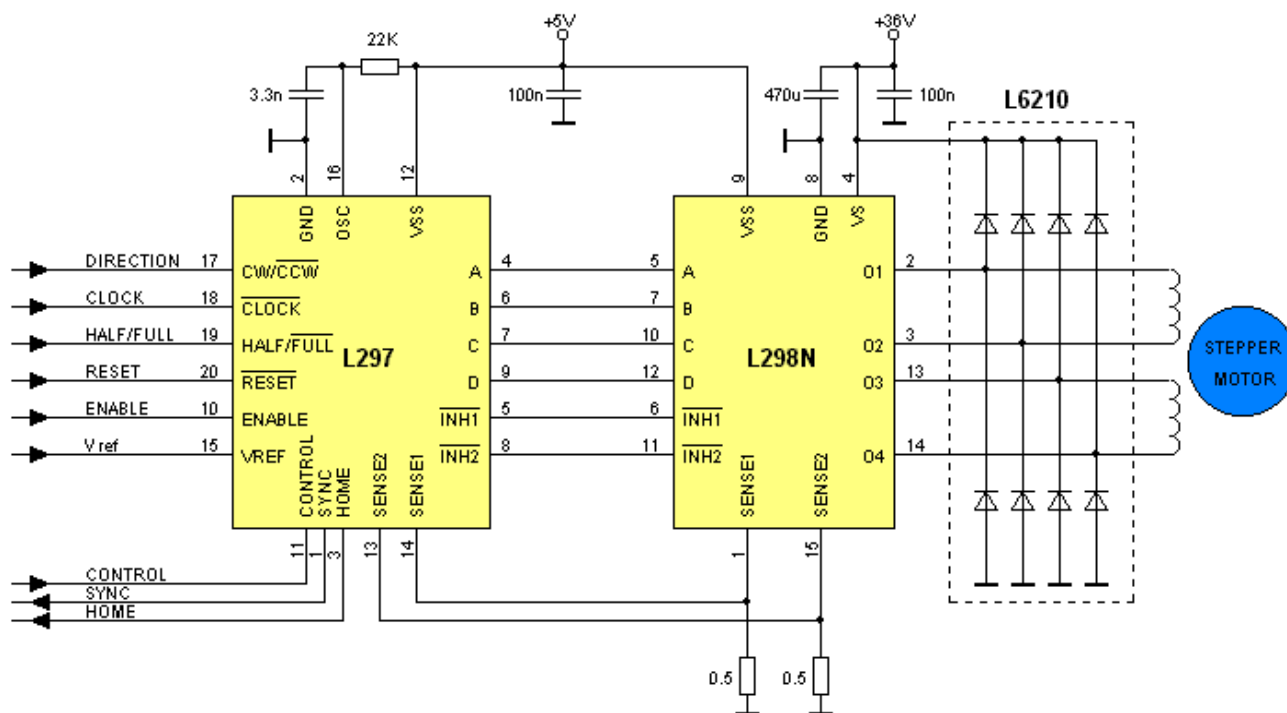 +5V
+36V
22K
3.3n
100n
470u
100n
L6210
2
16
12
9
8
4
GND
OSC
VSS
VSS
GND
VS
DIRECTION 17 CW/CCW
A 4
5 A
O1 2
CLOCK 18 CLOCK
B 6
7 B
HALF/FULL 19 HALF/FULL
C 7
10 C
O2 3
L297
L298N
STEPPER
MOTOR
RESET 20 RESET
D 9
12 D
O3 13
ENABLE 10 ENABLE
INH1 5
6 INH1
Vref 15 VREF
INH2 8
11 INH2
O4 14
CONTROL
SYNC
HOME
SENSE2
SENSE1
SENSE1
SENSE2
11
1
3
13
14
1
15
CONTROL
SYNC
HOME
0.5
0.5